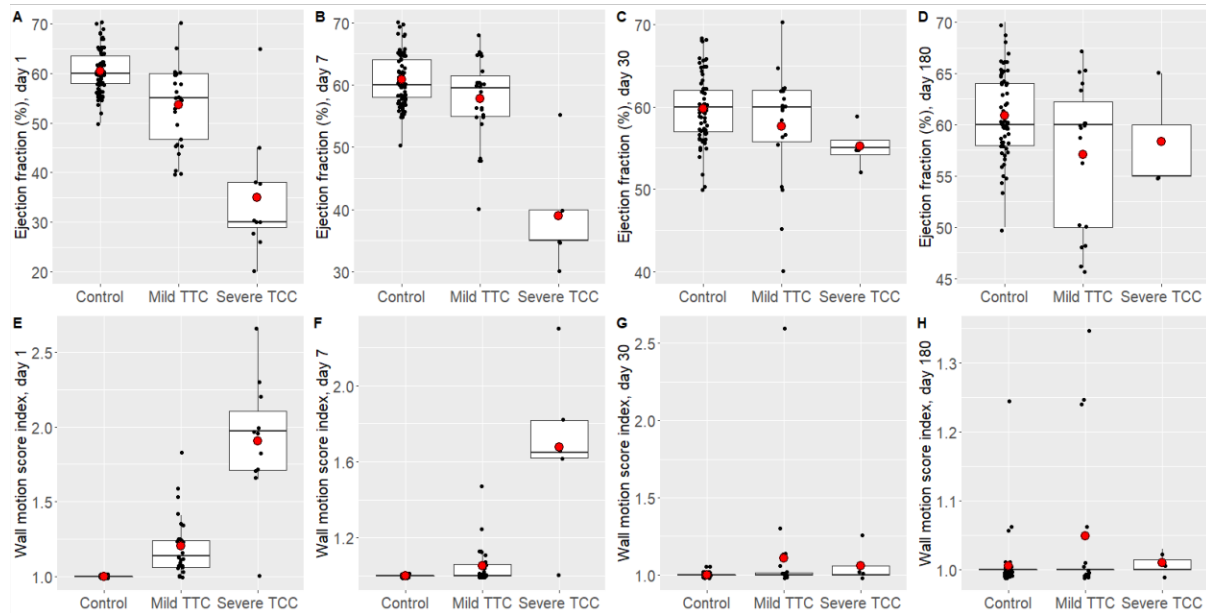 A
Ejection fraction (%), day 1
70
60
50
40
30
20
Control Mild TTC Severe TCC
B
Ejection fraction (%), day 7
70
60
50
40
30
Control Mild TTC Severe TCC
C
Ejection fraction (%), day 30
70
60
50
40
Control Mild TTC Severe TCC
D
Ejection fraction (%), day 180
70
65
60
55
50
45
Control Mild TTC Severe TCC
E
Wall motion score index, day 1
2.5
2.0
1.5
1.0
Control Mild TTC Severe TCC
F
Wall motion score index, day 7
2.0
1.6
1.2
Control Mild TTC Severe TCC
G
Wall motion score index, day 30
2.5
2.0
1.5
1.0
Control Mild TTC Severe TCC
H
Wall motion score index, day 180
1.3
1.2
1.1
1.0
Control Mild TTC Severe TCC